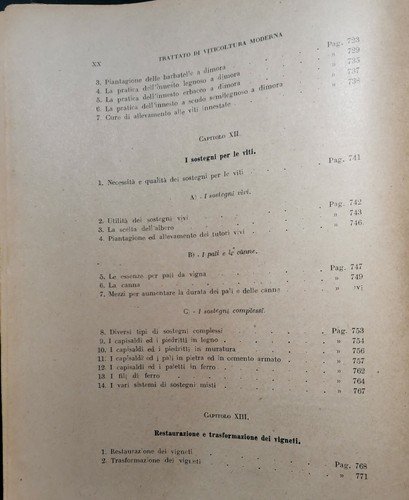 XX
TRATTATO DI VITICOLTURA MODERNA
3. Piantagione delle barbatelle a dimora Pag. 723
4. La pratica dell'innesto legnoso a dimora » 729
5. La pratica dell'innesto erbaceo a dimora » 735
6. La pratica dell'innesto a scudo semilegnoso a dimora » 737
7. Cure di allevamento alle viti innestate »
CAPITOLO XII.
I sostegni per le viti.
1. Necessità e qualità dei sostegni per le viti Pag. 741
A) - I sostegni vivi.
2. Utilità dei sostegni vivi Pag. 742
3. La scelta dell'albero » 743
4. Piantagione ed allevamento dei tutori vivi » 746
B) - I pali e le canne.
5. Le essenze per pali da vigna Pag. 747
6. La canna » 749
7. Mezzi per aumentare la durata dei pali e delle canne »
C - I sostegni complessi.
8. Diversi tipi di sostegni complessi Pag. 753
9. I capisaldi ed i piedritti in legno » 754
10. I capisaldi ed i piedritti in muratura » 756
11. I capisaldi ed i pali in pietra ed in cemento armato » 757
12. I capisaldi ed i paletti in ferro » 762
13. I fili di ferro » 764
14. I vari sistemi di sostegni misti » 767
CAPITOLO XIII.
Restaurazione e trasformazione dei vigneti.
1. Restaurazione dei vigneti Pag. 768
2. Trasformazione dei vigneti » 771